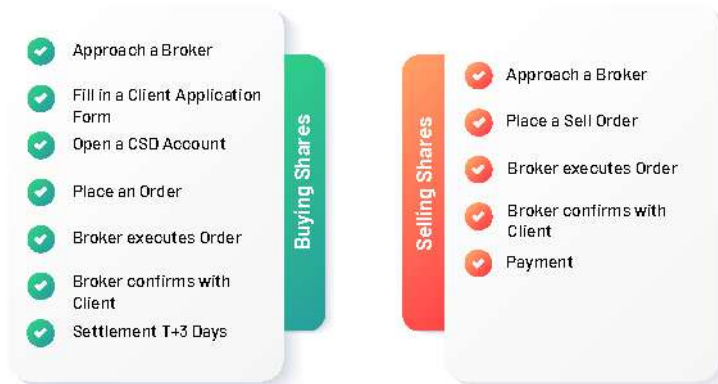 Approach a Broker
Fill in a Client Application
Form
Open a CSD Account
Place an Order
Broker executes Order
Broker confirms with
Client
Settlement T+3 Days
Buying Shares
Selling Shares
Approach a Broker
Place a Sell Order
Broker executes Order
Broker confirms with
Client
Payment